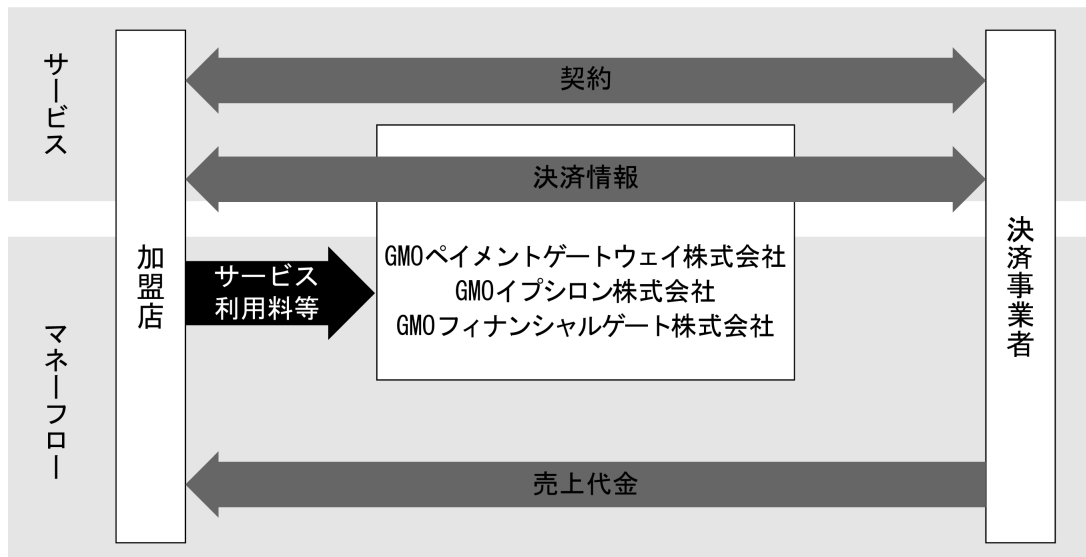 サービス
契約
決済情報
加盟店
決済事業者
マネーフロー
サービス
利用料等
GMOペイメントゲートウェイ株式会社
GMOイプシロン株式会社
GMOフィナンシャルゲート株式会社
売上代金